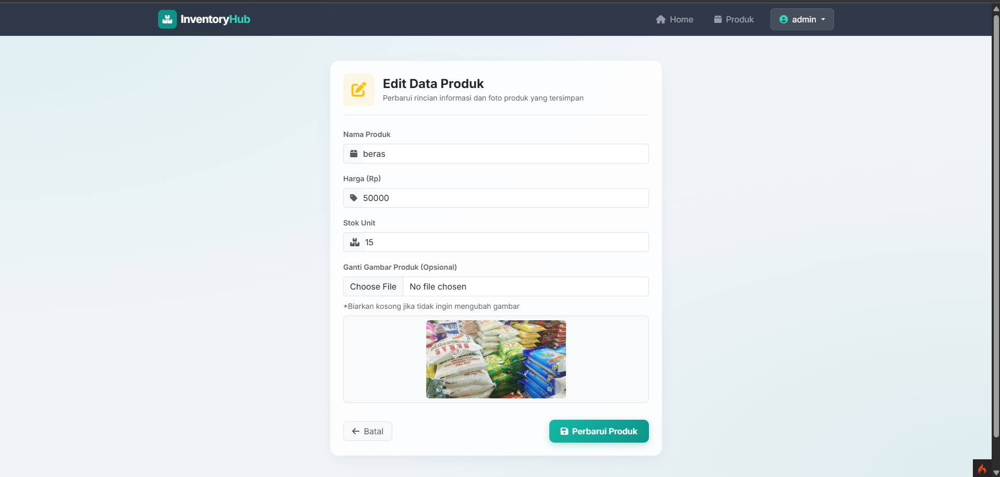 InventoryHub
Home
Produk
admin
Edit Data Produk
Perbarui rincian informasi dan foto produk yang tersimpan
Nama Produk
beras
Harga (Rp)
50000
Stok Unit
15
Ganti Gambar Produk (Opsional)
Choose File
No file chosen
*Biarkan kosong jika tidak ingin mengubah gambar
Batal
Perbarui Produk